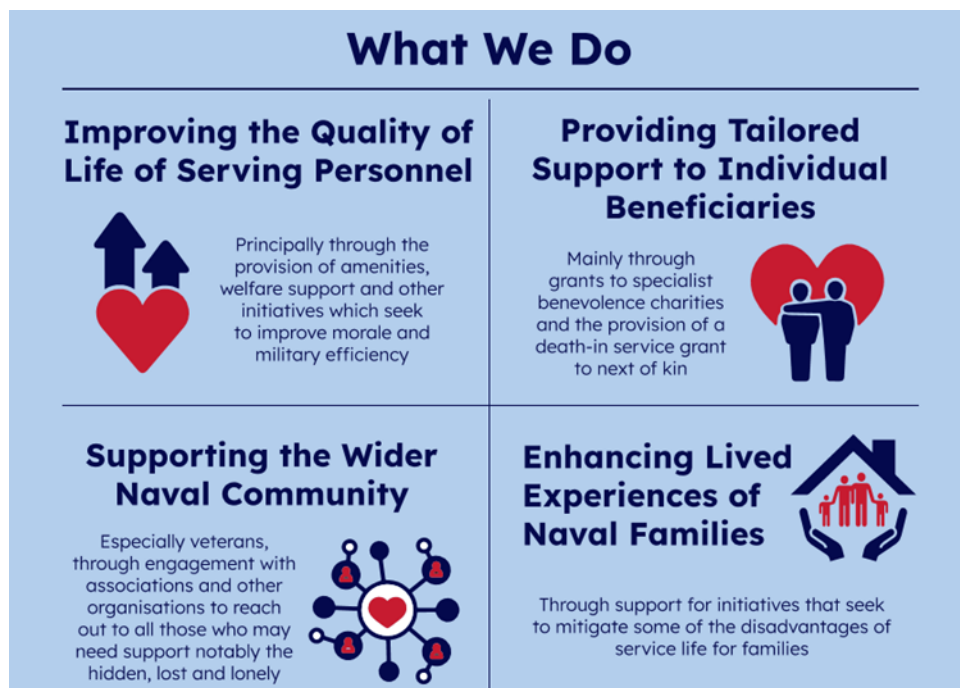 What We Do
Improving the Quality of
Life of Serving Personnel
Principally through the
provision of amenities,
welfare support and other
initiatives which seek
to improve morale and
military efficiency
Providing Tailored
Support to Individual
Beneficiaries
Mainly through
grants to specialist
benevolence charities
and the provision of a
death-in service grant
to next of kin
Supporting the Wider
Naval Community
Especially veterans,
through engagement with
associations and other
organisations to reach
out to all those who may
need support notably the
hidden, lost and lonely
Enhancing Lived
Experiences of
Naval Families
Through support for initiatives that seek
to mitigate some of the disadvantages of
service life for families